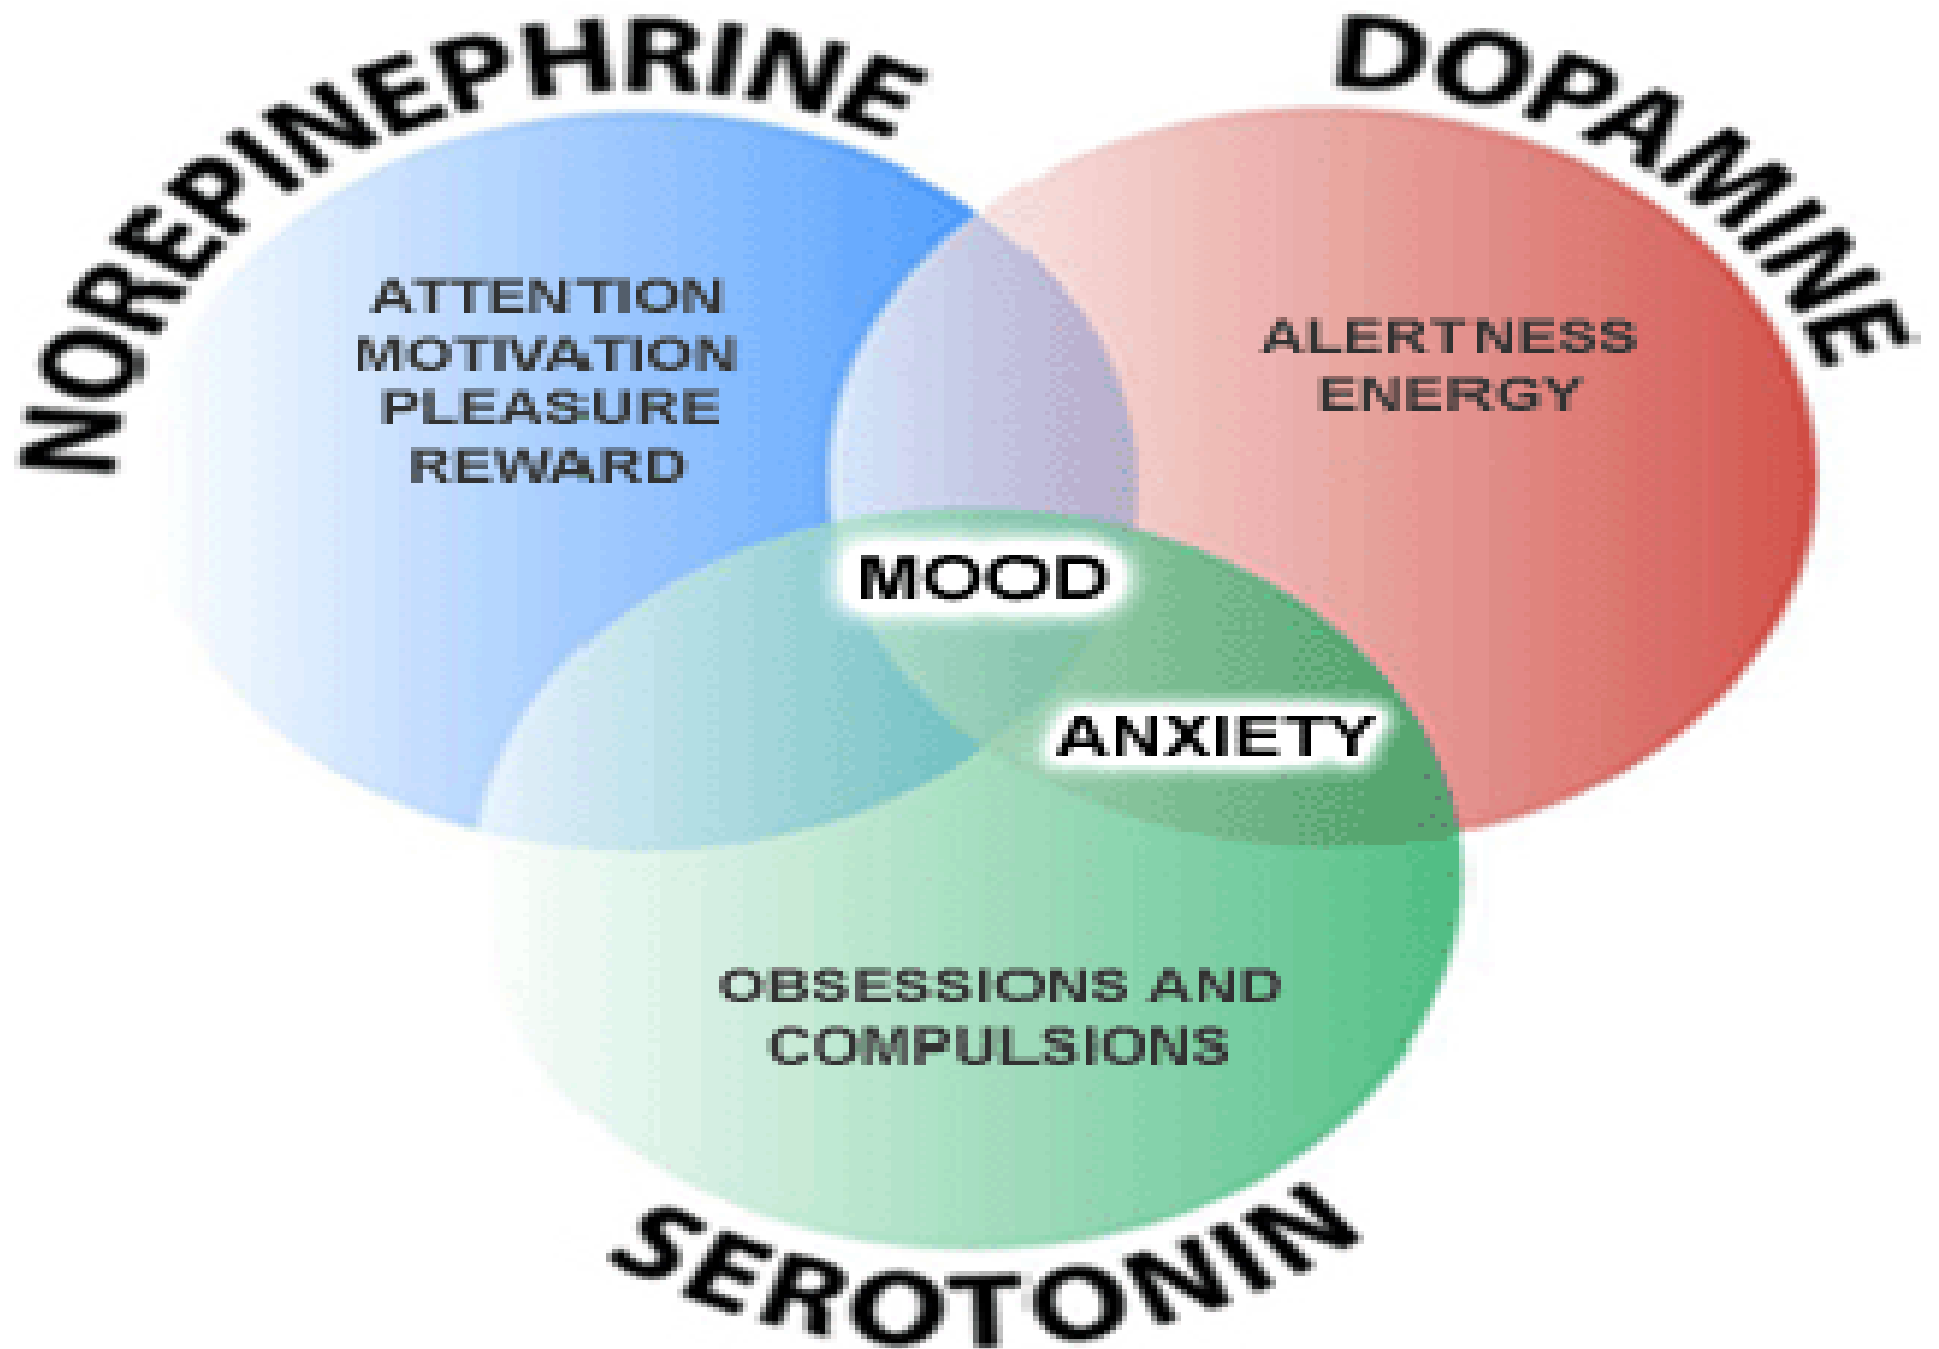 NOREPINEPHRINE
DOPAMINE
ATTENTION
MOTIVATION
PLEASURE
REWARD
ALERTNESS
ENERGY
MOOD
ANXIETY
OBSESSIONS AND
COMPULSIONS
SEROTONIN